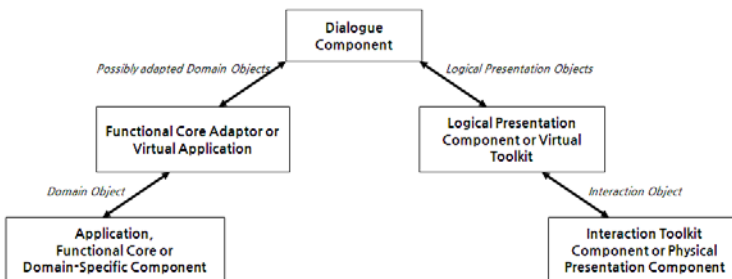 Dialogue
Component
Possibly adapted Domain Objects
Logical Presentation Objects
Functional Core Adaptor or
Virtual Application
Logical Presentation
Component or Virtual
Toolkit
Domain Object
Interaction Object
Application,
Functional Core or
Domain-Specific Component
Interaction Toolkit
Component or Physical
Presentation Component